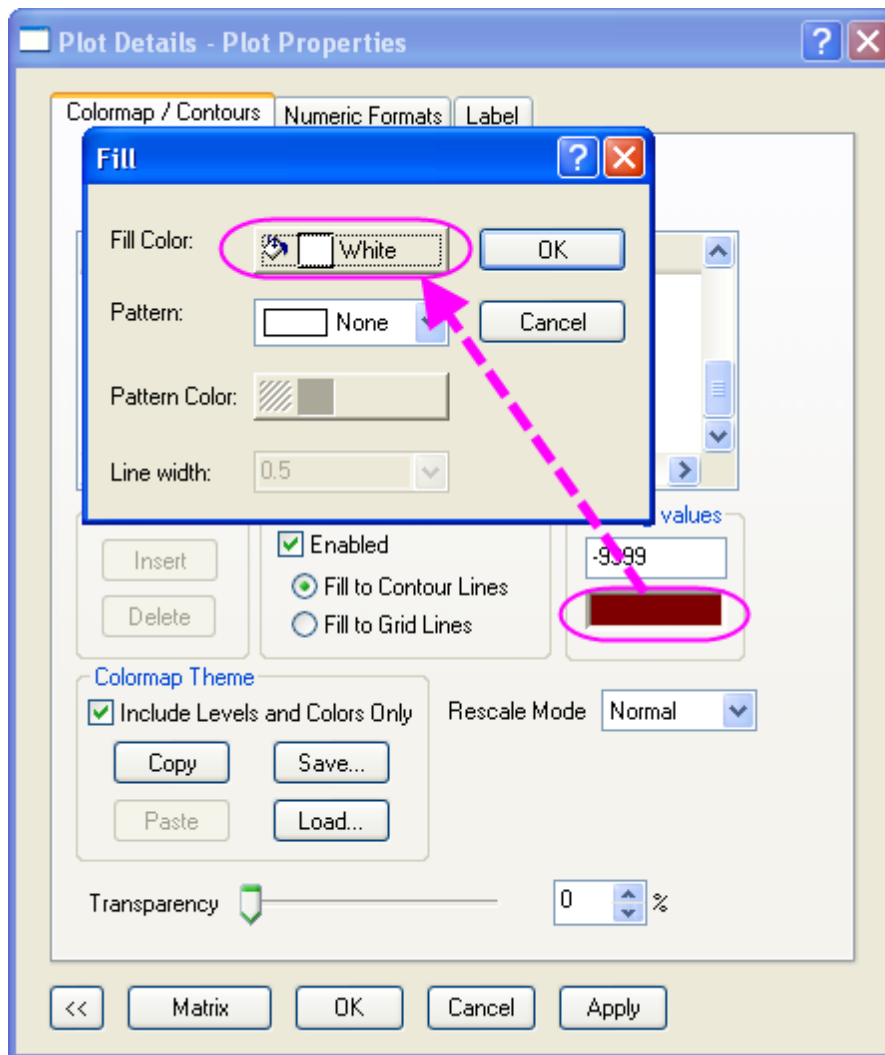 Plot Details - Plot Properties
Colormap / Contours Numeric Formats Label
Fill
Fill Color: White OK
Pattern: None Cancel
Pattern Color:
Line width: 0.5
values
Insert Enabled -9999
Fill to Contour Lines
Delete Fill to Grid Lines
Colormap Theme
Include Levels and Colors Only Rescale Mode Normal
Copy Save...
Paste Load...
Transparency 0 %
<< Matrix OK Cancel Apply